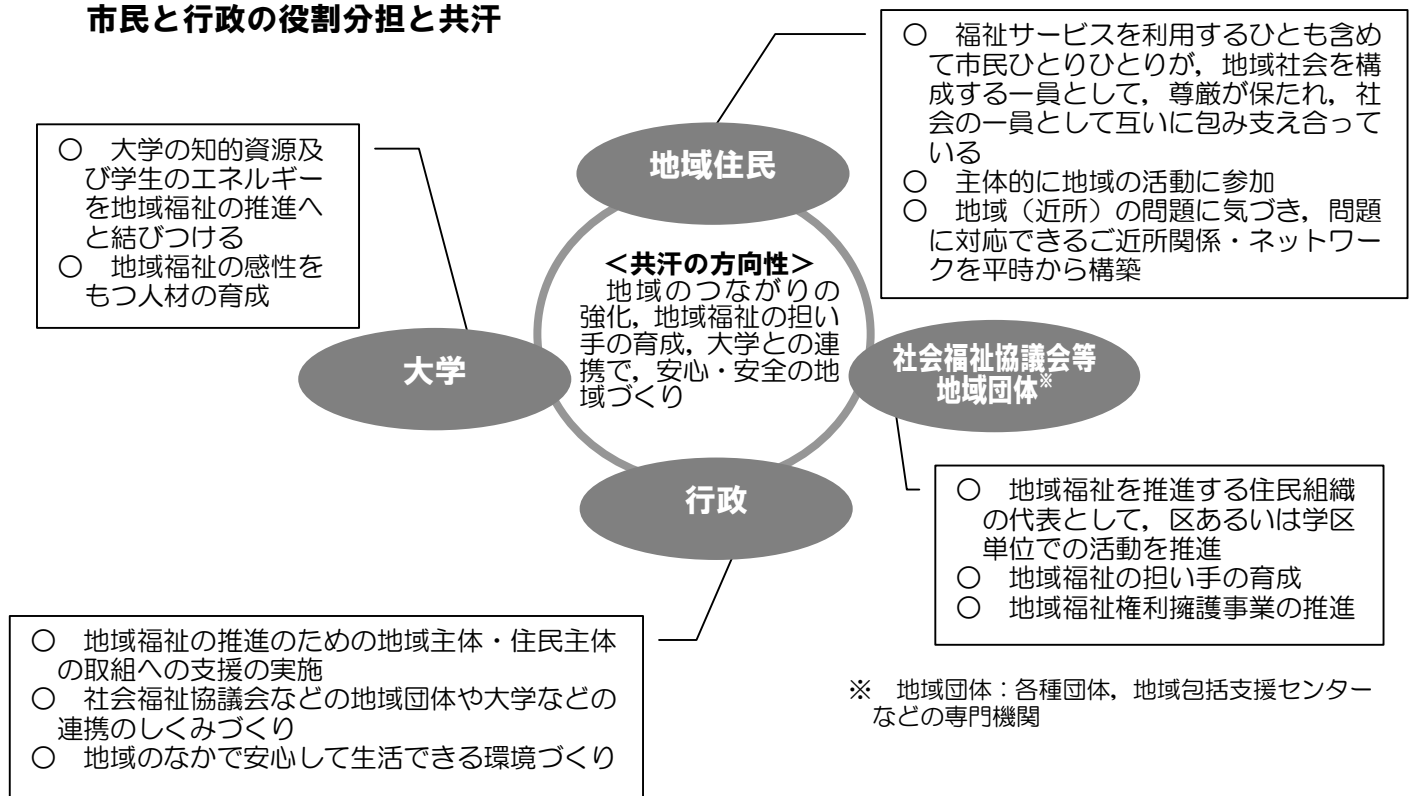 市民と行政の役割分担と共汗
○　福祉サービスを利用するひとも含め
て市民ひとりひとりが，地域社会を構
成する一員として，尊厳が保たれ，社
会の一員として互いに包み支え合って
いる
○　主体的に地域の活動に参加
○　地域（近所）の問題に気づき，問題
に対応できるご近所関係・ネットワー
クを平時から構築
○　大学の知的資源及
び学生のエネルギー
を地域福祉の推進へ
と結びつける
○　地域福祉の感性を
もつ人材の育成
地域住民
＜共汗の方向性＞
地域のつながりの
強化，地域福祉の担い
手の育成，大学との連
携で，安心・安全の地
域づくり
大学
社会福祉協議会等
地域団体※
行政
○　地域福祉を推進する住民組織
の代表として，区あるいは学区
単位での活動を推進
○　地域福祉の担い手の育成
○　地域福祉権利擁護事業の推進
○　地域福祉の推進のための地域主体・住民主体
の取組への支援の実施
○　社会福祉協議会などの地域団体や大学などの
連携のしくみづくり
○　地域のなかで安心して生活できる環境づくり
※　地域団体：各種団体，地域包括支援センター
などの専門機関